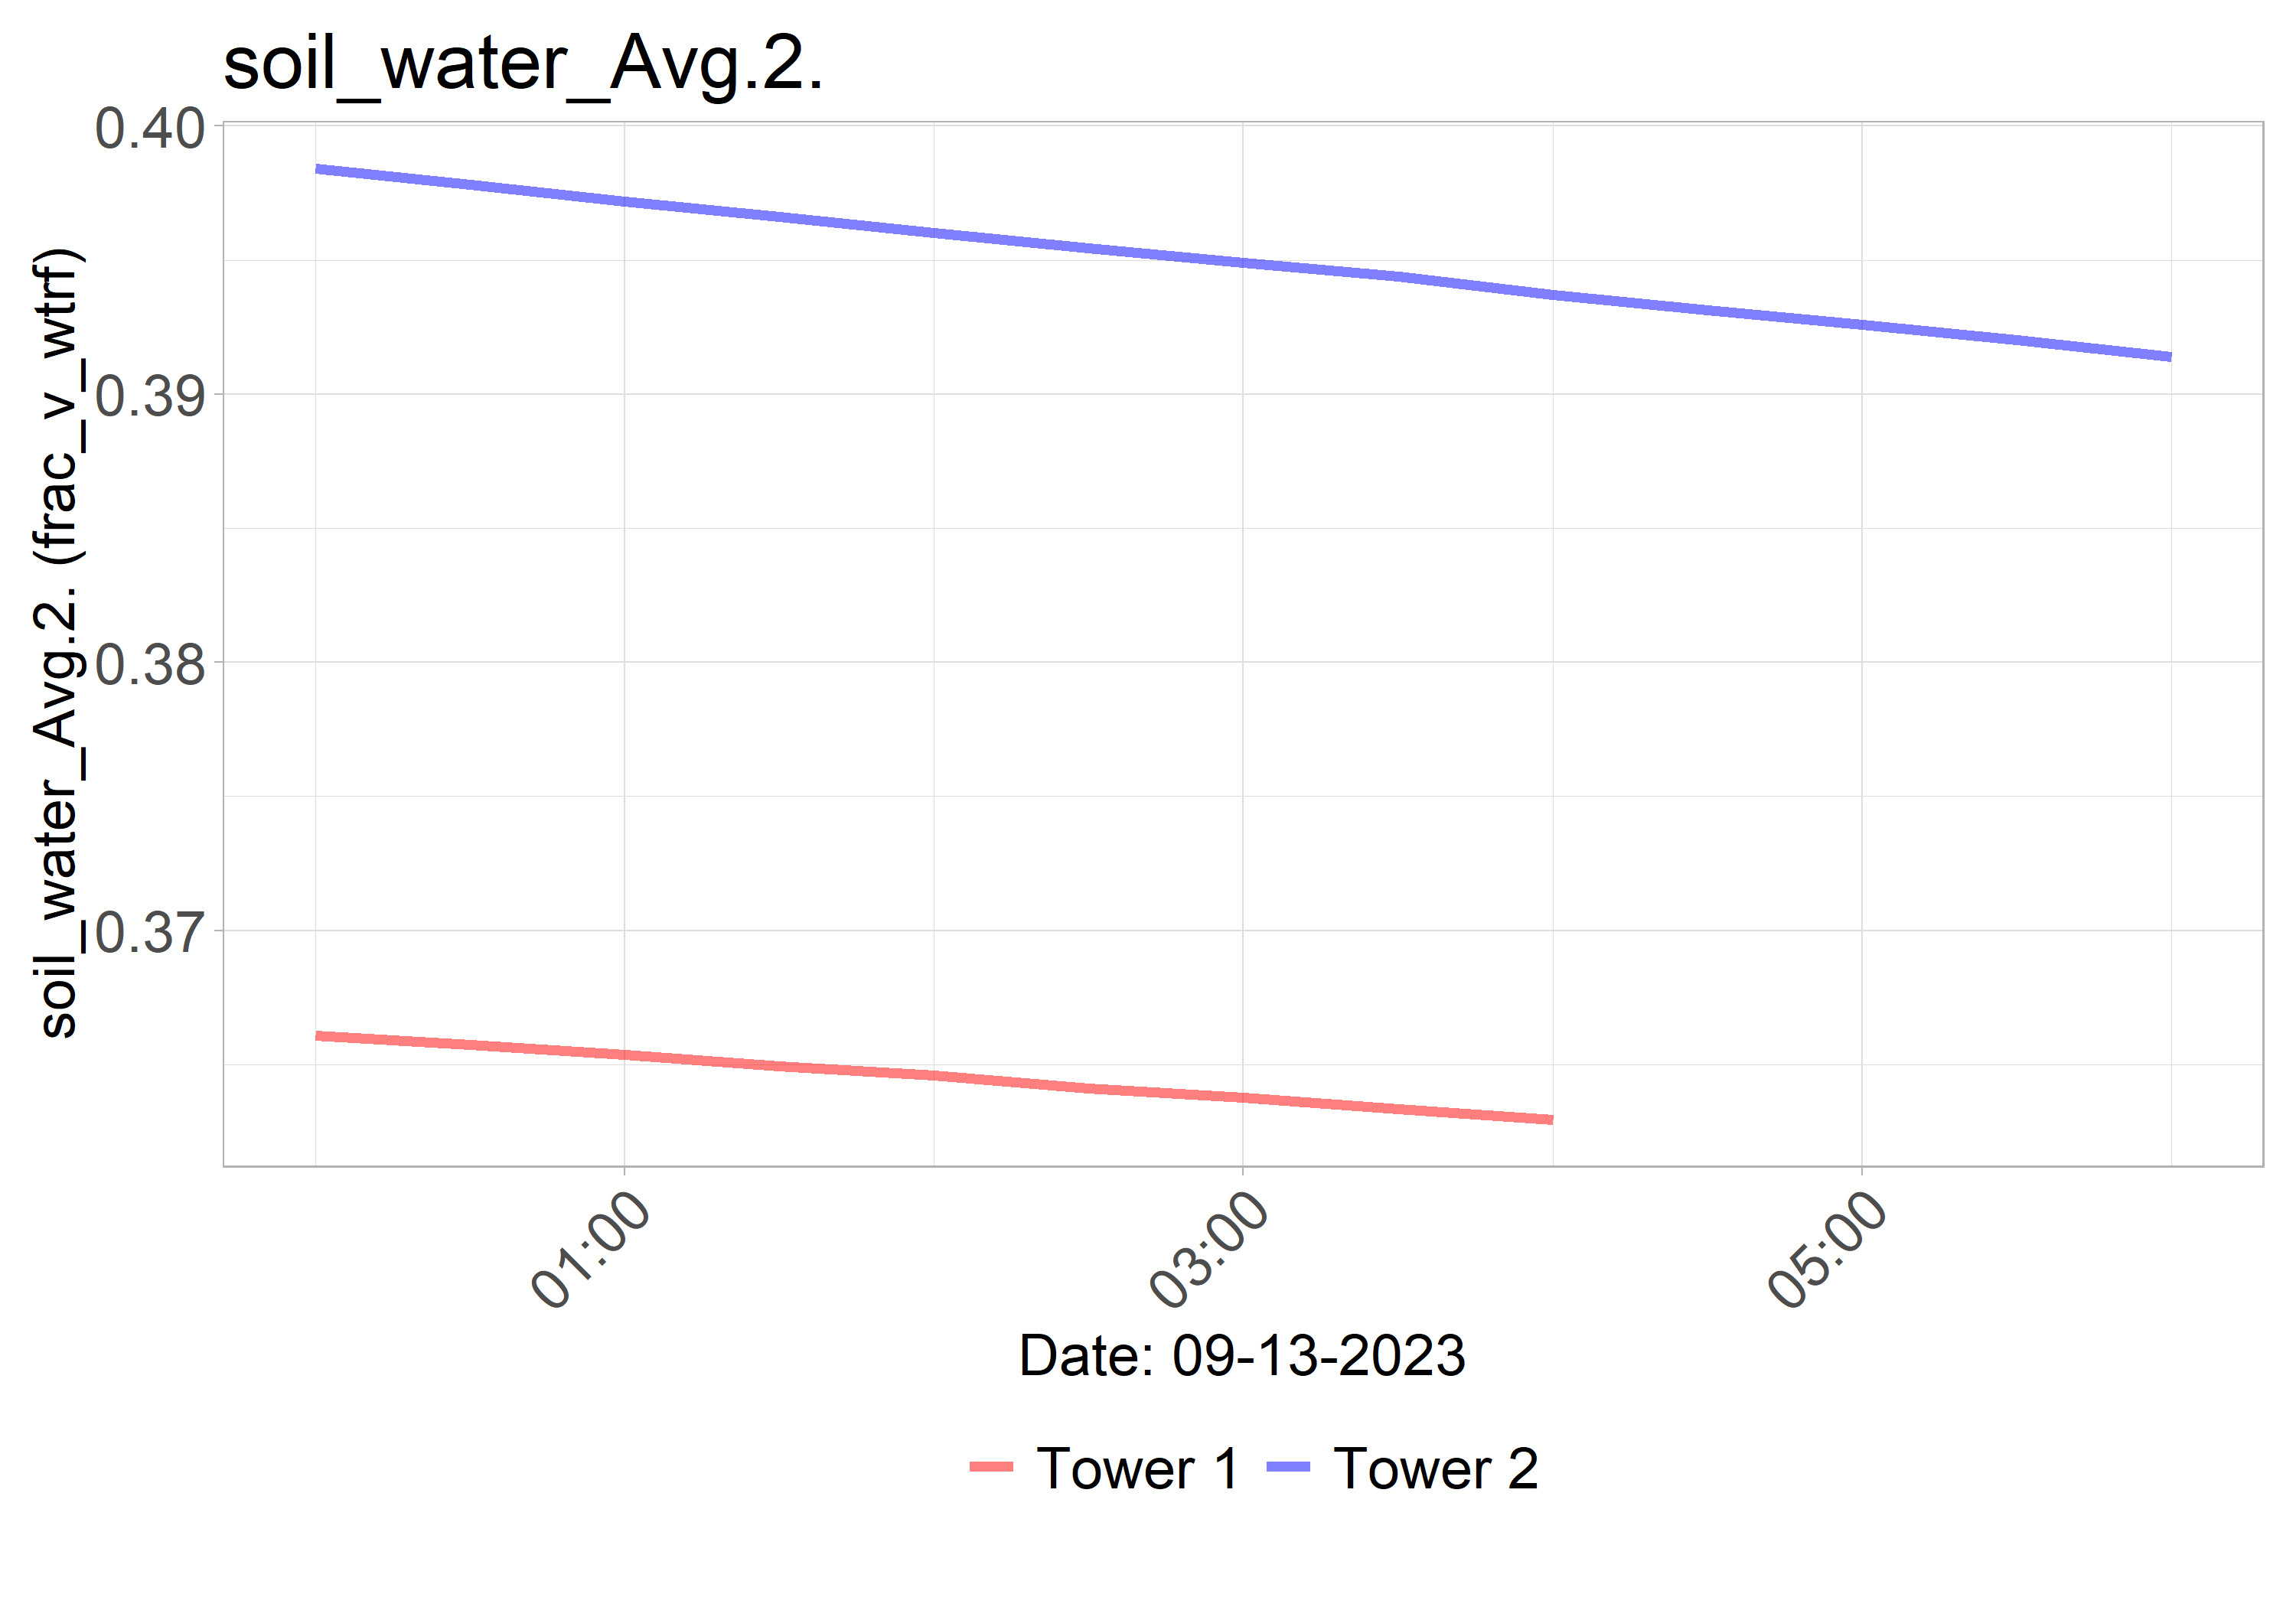 soil_water_Avg.2.
soil_water_Avg.2. (frac_v_wtrf)
0.40
0.39
0.38
0.37
01:00
03:00
05:00
Date: 09-13-2023
Tower 1
Tower 2